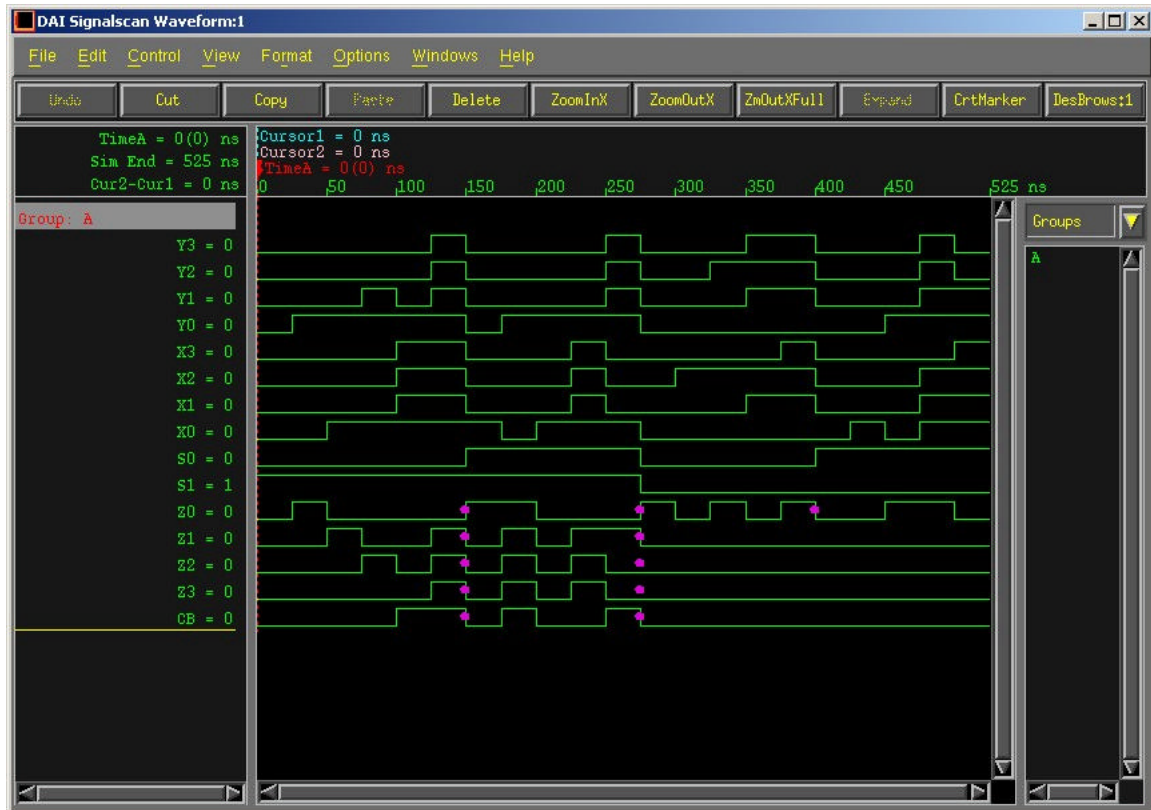 DAI Signalscan Waveform:1
File Edit Control View Format Options Windows Help
Undo Cut Copy Paste Delete ZoomInX ZoomOutX ZmOutXFull Expand CrtMarker DesBrows:1
TimeA = 0(0) ns
Sim End = 525 ns
Cur2-Cur1 = 0 ns
Cursor1 = 0 ns
Cursor2 = 0 ns
TimeA = 0(0) ns
0 50 100 150 200 250 300 350 400 450 525 ns
Group: A
Y3 = 0
Y2 = 0
Y1 = 0
Y0 = 0
X3 = 0
X2 = 0
X1 = 0
X0 = 0
S0 = 0
S1 = 1
Z0 = 0
Z1 = 0
Z2 = 0
Z3 = 0
CB = 0
Groups
A